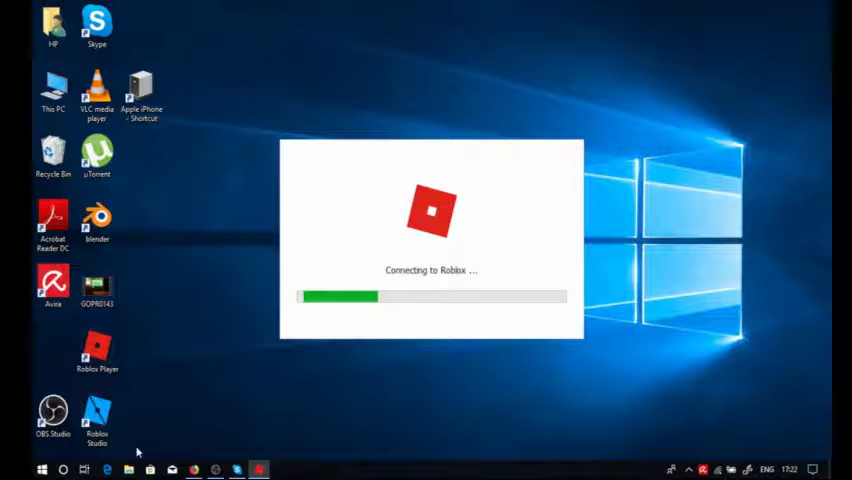 HP
Skype
This PC
VLC media
player
Apple iPhone
- Shortcut
Recycle Bin
µTorrent
Acrobat
Reader DC
blender
Avira
GOPR0143
Roblox Player
OBS Studio
Roblox
Studio
Connecting to Roblox ...
ENG
17:22